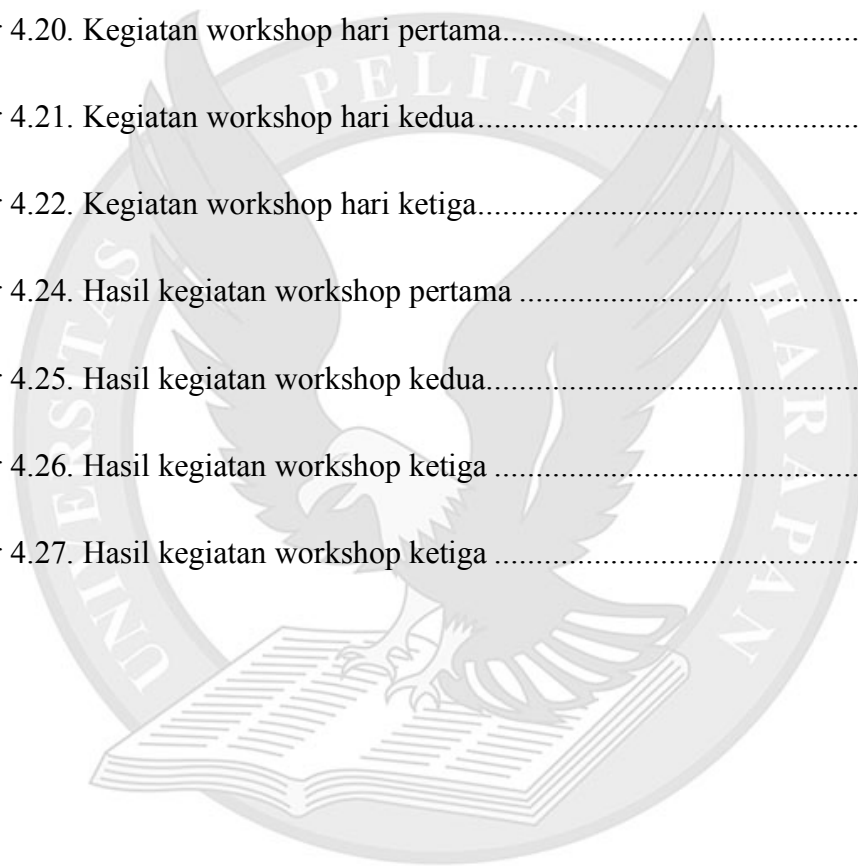 r 4.20. Kegiatan workshop hari pertama..................................................
r 4.21. Kegiatan workshop hari kedua.....................................................
r 4.22. Kegiatan workshop hari ketiga.....................................................
r 4.24. Hasil kegiatan workshop pertama ...............................................
r 4.25. Hasil kegiatan workshop kedua....................................................
r 4.26. Hasil kegiatan workshop ketiga ..................................................
r 4.27. Hasil kegiatan workshop ketiga ..................................................
UNIVERSITAS PELITA HARAPAN